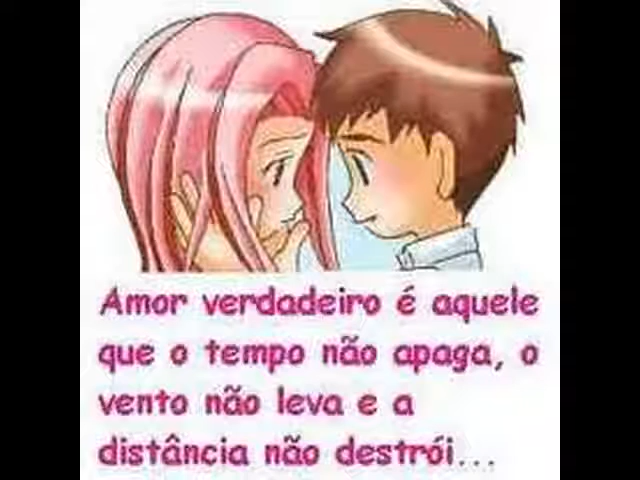 Amor verdadeiro é aquele
que o tempo não apaga, o
vento não leva e a
distância não destrói...